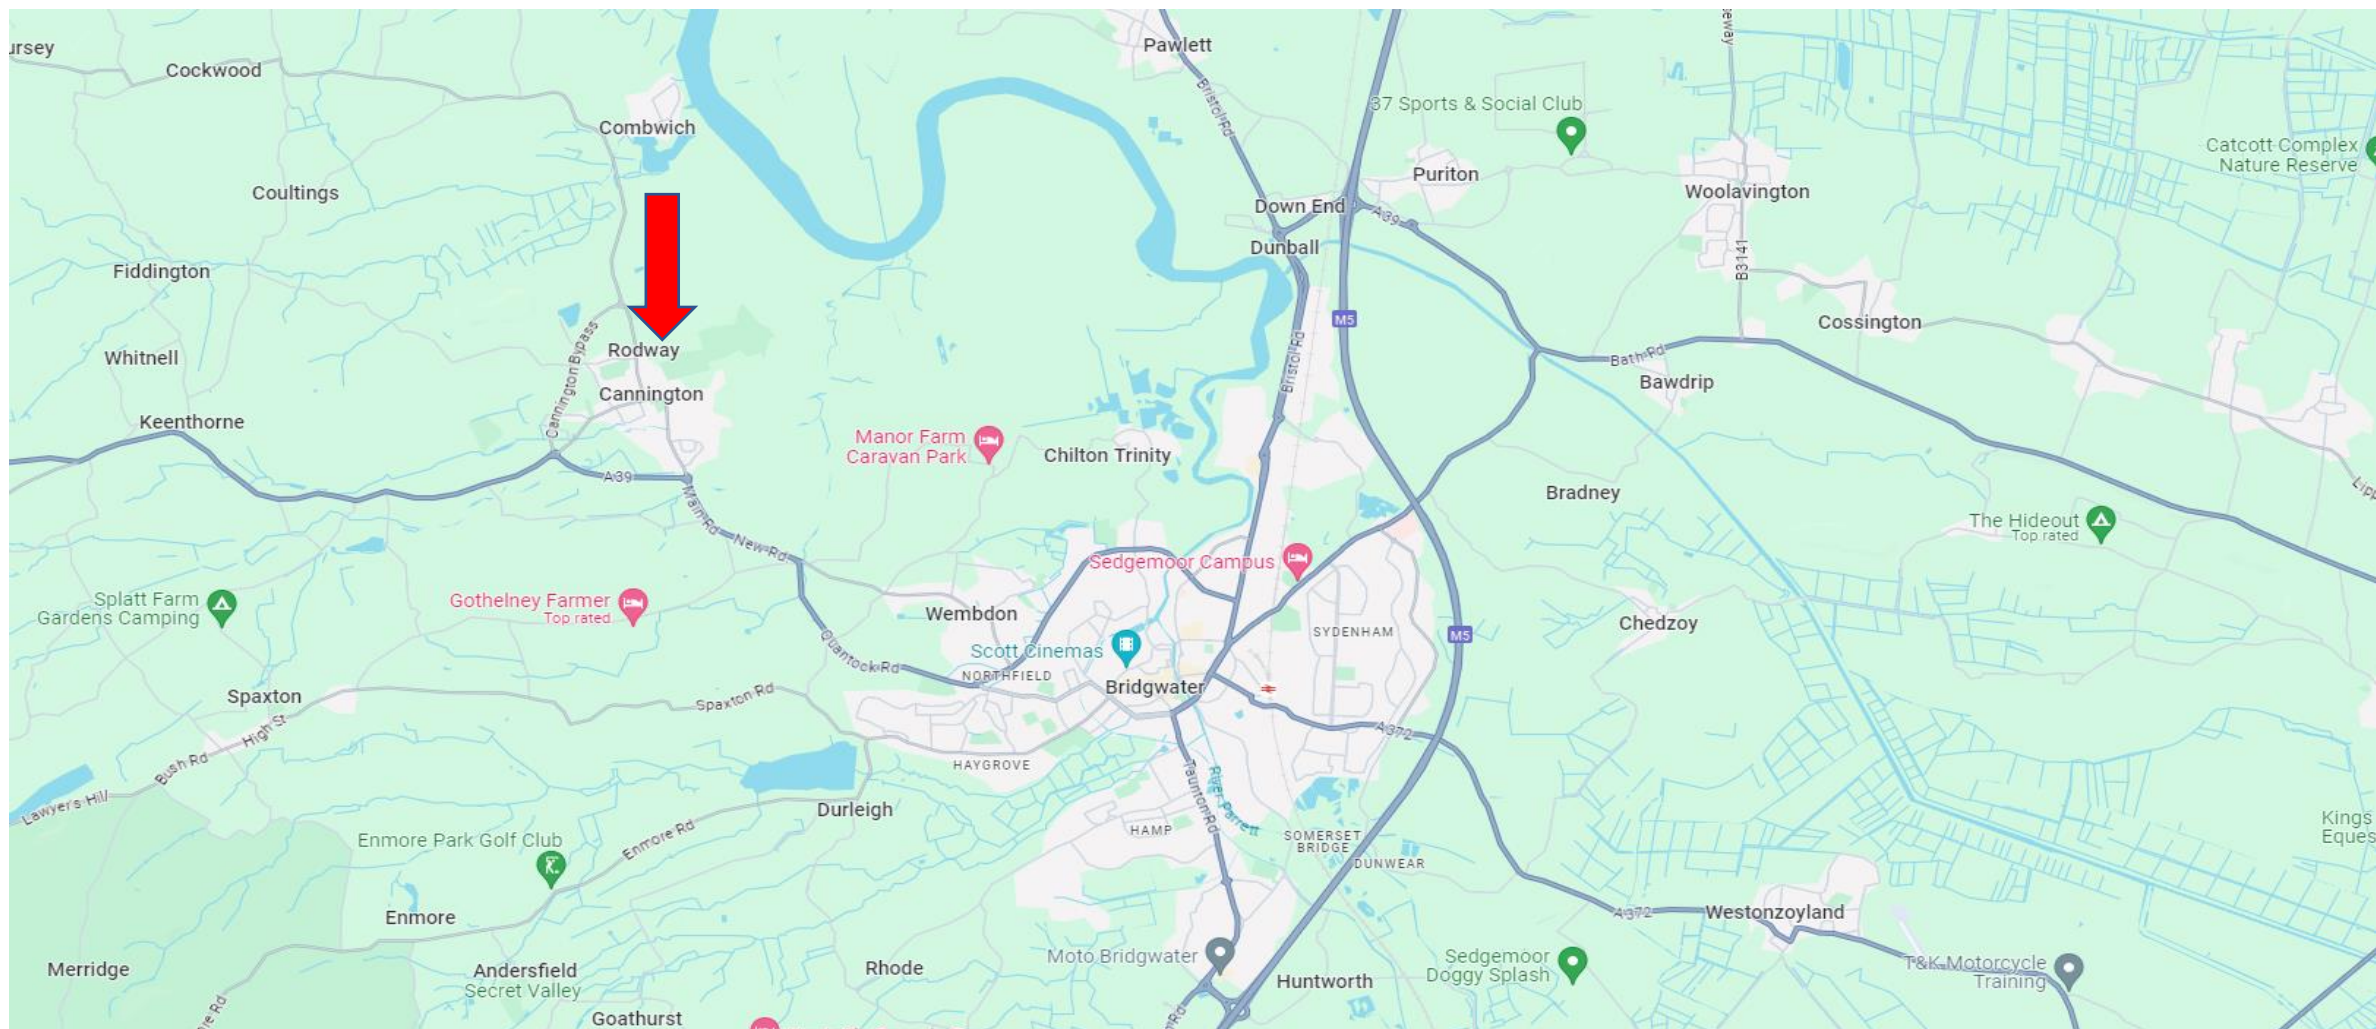 Pawlett
Cockwood
Bristol Rd
37 Sports & Social Club
Combwich
Catcott Complex
Nature Reserve
Puriton
Woolavington
Coultings
Down End
A39
Dunball
B3141
Fiddington
M5
Cossington
Cannington Bypass
Rodway
Whitnell
Bristol Rd
Bath Rd
Bawdrip
Cannington
Keenthorne
Manor Farm
Caravan Park
Chilton Trinity
A39
Main Rd
Bradney
The Hideout
Top rated
New Rd
Sedgemoor Campus
Splatt Farm
Gardens Camping
Gothelney Farmer
Top rated
Wembdon
Chedzoy
SYDENHAM
M5
Quantock Rd
Scott Cinemas
NORTHFIELD
Bridgwater
Spaxton
Spaxton Rd
High St
A372
Bush Rd
HAYGROVE
Lawyer's Hill
Taunton Rd
River Parrett
Durleigh
Enmore Rd
Enmore Park Golf Club
HAMP
SOMERSET
BRIDGE
DUNWEAR
Kings
Eques
Enmore
A372
Westonzoyland
Merridge
Andersfield
Secret Valley
Rhode
Moto Bridgwater
Huntworth
Sedgemoor
Doggy Splash
T&K Motorcycle
Training
Goathurst